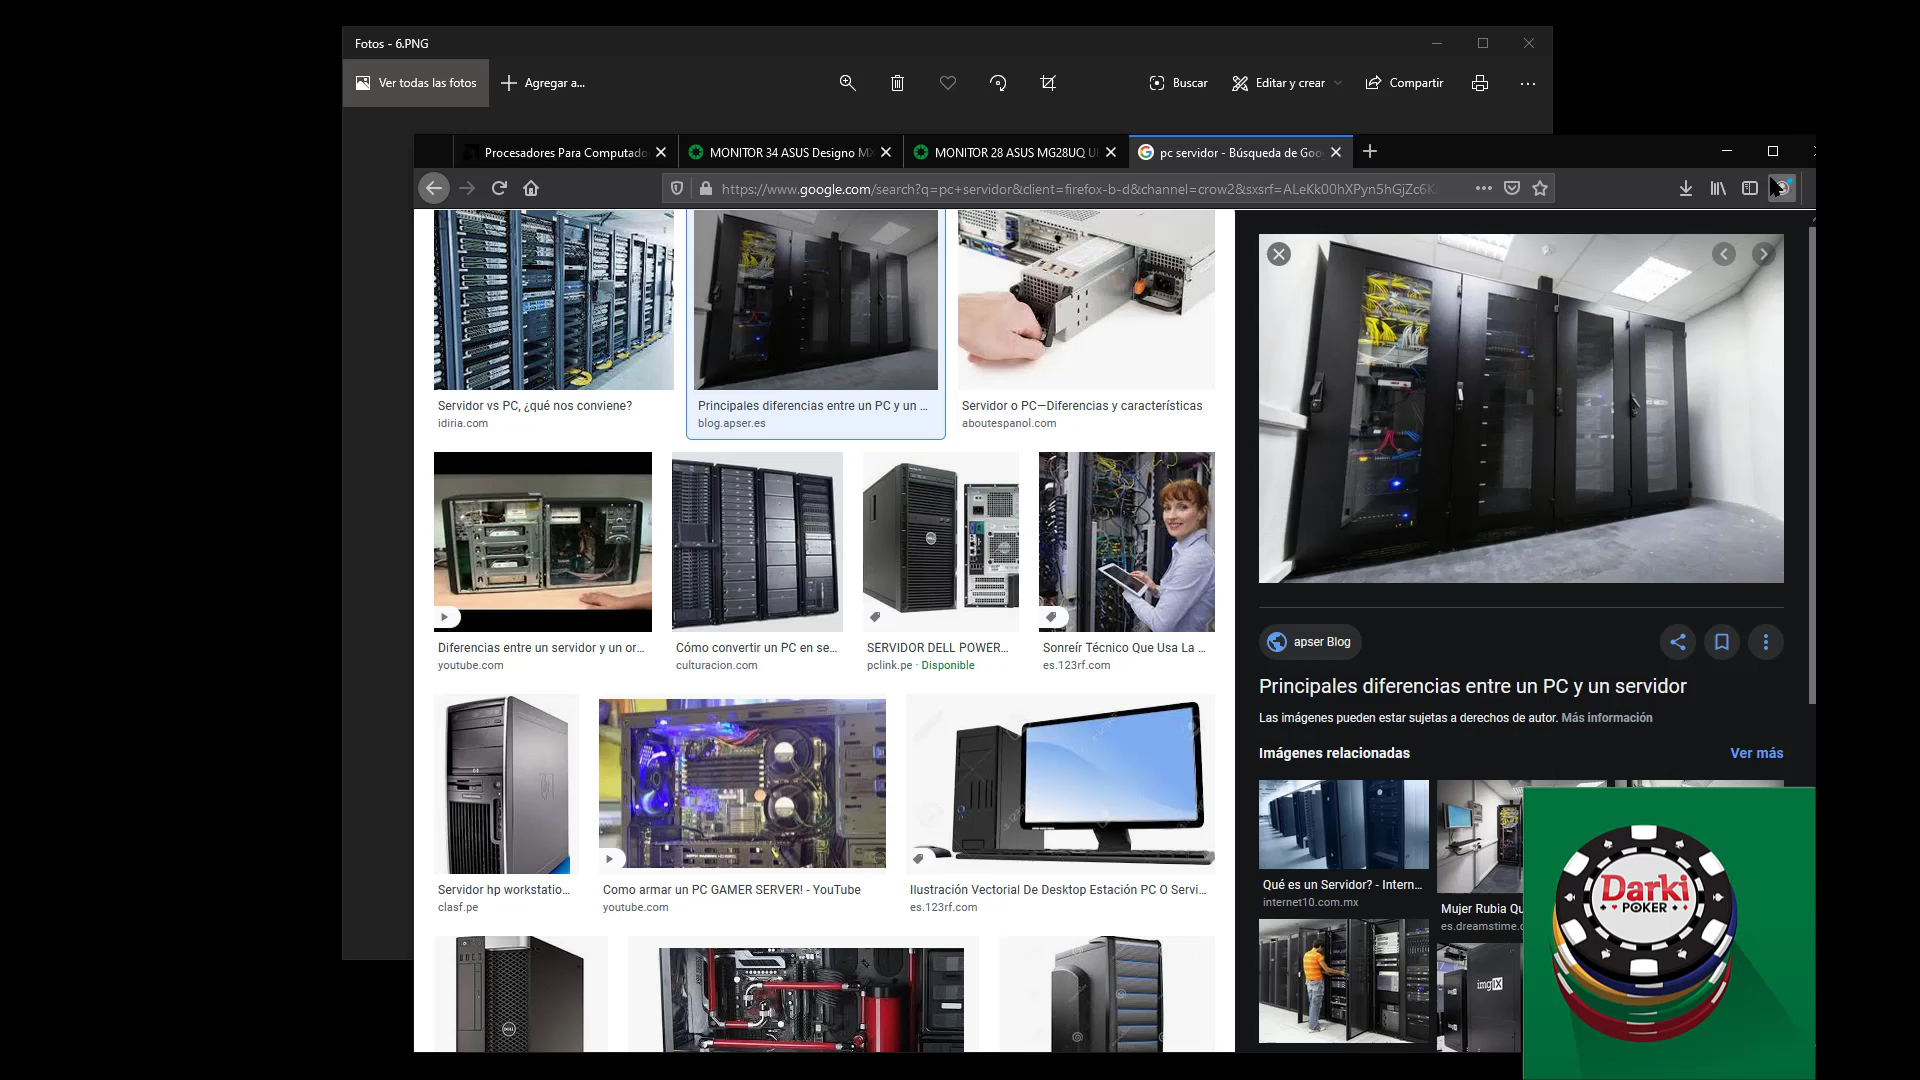 Fotos - 6.PNG
Ver todas las fotos
Agregar a...
Buscar
Editar y crear
Compartir
Procesadores Para Computado
MONITOR 34 ASUS Designo MX
MONITOR 28 ASUS MG28UQ U
pc servidor - Búsqueda de Goo
https://www.google.com/search?q=pc+servidor&client=firefox-b-d&channel=crow2&sxsrf=ALeKk00hXPyn5hGjZc6K
Servidor vs PC, ¿qué nos conviene?
idiria.com
Principales diferencias entre un PC y un ...
blog.apser.es
Servidor o PC—Diferencias y características
aboutespanol.com
Diferencias entre un servidor y un or...
youtube.com
Cómo convertir un PC en se...
culturacion.com
SERVIDOR DELL POWER...
pclink.pe · Disponible
Sonreír Técnico Que Usa La ...
es.123rf.com
Servidor hp workstatio...
clasf.pe
Como armar un PC GAMER SERVER! - YouTube
youtube.com
Ilustración Vectorial De Desktop Estación PC O Servi...
es.123rf.com
apser Blog
Principales diferencias entre un PC y un servidor
Las imágenes pueden estar sujetas a derechos de autor. Más información
Imágenes relacionadas
Ver más
Qué es un Servidor? - Intern...
internet10.com.mx
Mujer Rubia Qu
es.dreamstime.c
imgIX
DELL
Darki
POKER